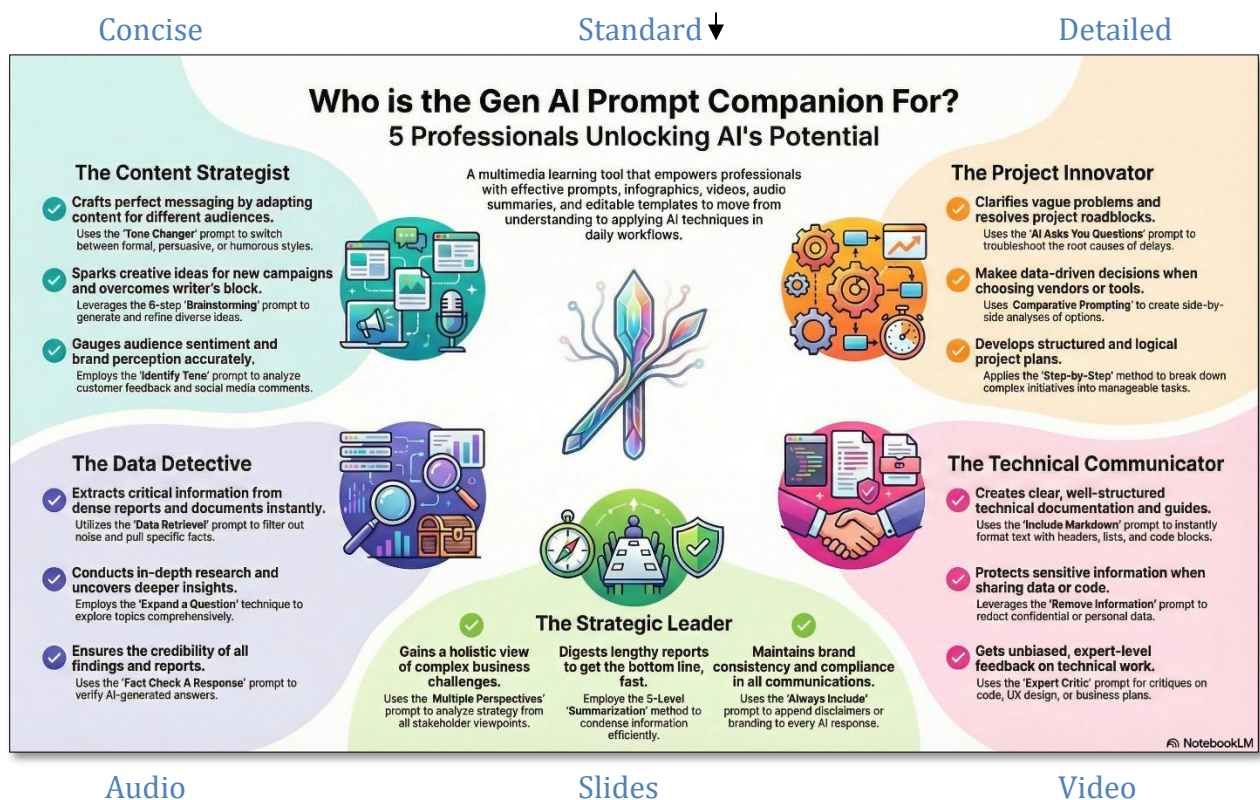 Concise
Standard
Detailed
Who is the Gen AI Prompt Companion For?
5 Professionals Unlocking AI's Potential
A multimedia learning tool that empowers professionals
with effective prompts, infographics, videos, audio
summaries, and editable templates to move from
understanding to applying AI techniques in
daily workflows.
The Content Strategist
Crafts perfect messaging by adapting
content for different audiences.
Uses the 'Tone Changer' prompt to switch
between formal, persuasive, or humorous styles.
Sparks creative ideas for new campaigns
and overcomes writer's block.
Leverages the 6-step 'Brainstorming' prompt to
generate and refine diverse ideas.
Gauges audience sentiment and
brand perception accurately.
Employs the 'Identify Tene' prompt to analyze
customer feedback and social media comments.
The Project Innovator
Clarifies vague problems and
resolves project roadblocks.
Uses the 'AI Asks You Questions' prompt to
troubleshoot the root causes of delays.
Makee data-driven decisions when
choosing vendors or tools.
Uses Comparative Prompting' to create side-by-
side analyses of options.
Develops structured and logical
project plans.
Applies the 'Step-by-Step' method to break down
complex initiatives into manageable tasks.
The Data Detective
Extracts critical information from
dense reports and documents instantly.
Utilizes the 'Data Retrievel' prompt to filter out
noise and pull specific facts.
Conducts in-depth research and
uncovers deeper insights.
Employs the 'Expand a Question' technique to
explore topics comprehensively.
Ensures the credibility of all
findings and reports.
Uses the 'Fact Check A Response' prompt to
verify AI-generated answers.
The Strategic Leader
Gains a holistic view
of complex business
challenges.
Uses the 'Multiple Perspectives'
prompt to analyze strategy from
all stakeholder viewpoints.
Digests lengthy reports
to get the bottom line,
fast.
Employ the 5-Level
'Summarization' method to
condense information
efficiently.
Maintains brand
consistency and compliance
in all communications.
Uses the 'Always Include'
prompt to append disclaimers or
branding to every AI response.
The Technical Communicator
Creates clear, well-structured
technical documentation and guides.
Uses the 'Include Markdown' prompt to instantly
format text with headers, lists, and code blocks.
Protects sensitive information when
sharing data or code.
Leverages the 'Remove Information' prompt to
redoct confidential or personal data.
Gets unbiased, expert-level
feedback on technical work.
Uses the 'Expert Critic' prompt for critiques on
code, UX design, or business plans.
NotebookLM
Audio
Slides
Video